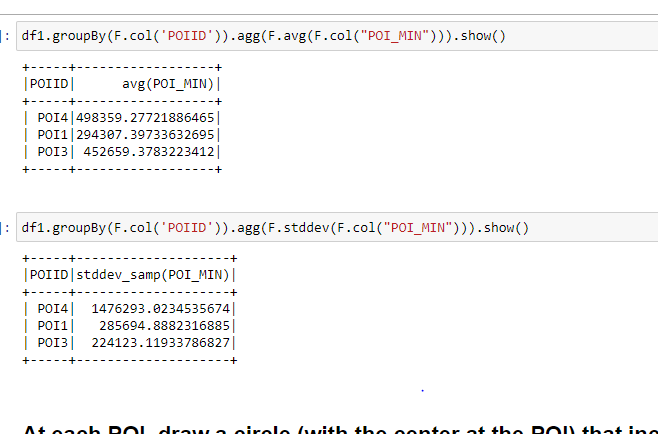 ]: df1.groupBy(F.col('POIID')).agg(F.avg(F.col("POI_MIN"))).show()
+-----+------------------+
|POIID|      avg(POI_MIN)|
+-----+------------------+
| POI4|498359.27721886465|
| POI1|294307.39733632695|
| POI3| 452659.3783223412|
+-----+------------------+
]: df1.groupBy(F.col('POIID')).agg(F.stddev(F.col("POI_MIN"))).show()
+-----+--------------------+
|POIID|stddev_samp(POI_MIN)|
+-----+--------------------+
| POI4|  1476293.0234535674|
| POI1|   285694.8882316885|
| POI3|  224123.11933786827|
+-----+--------------------+
At each POI, draw a circle (with the center at the POI) that